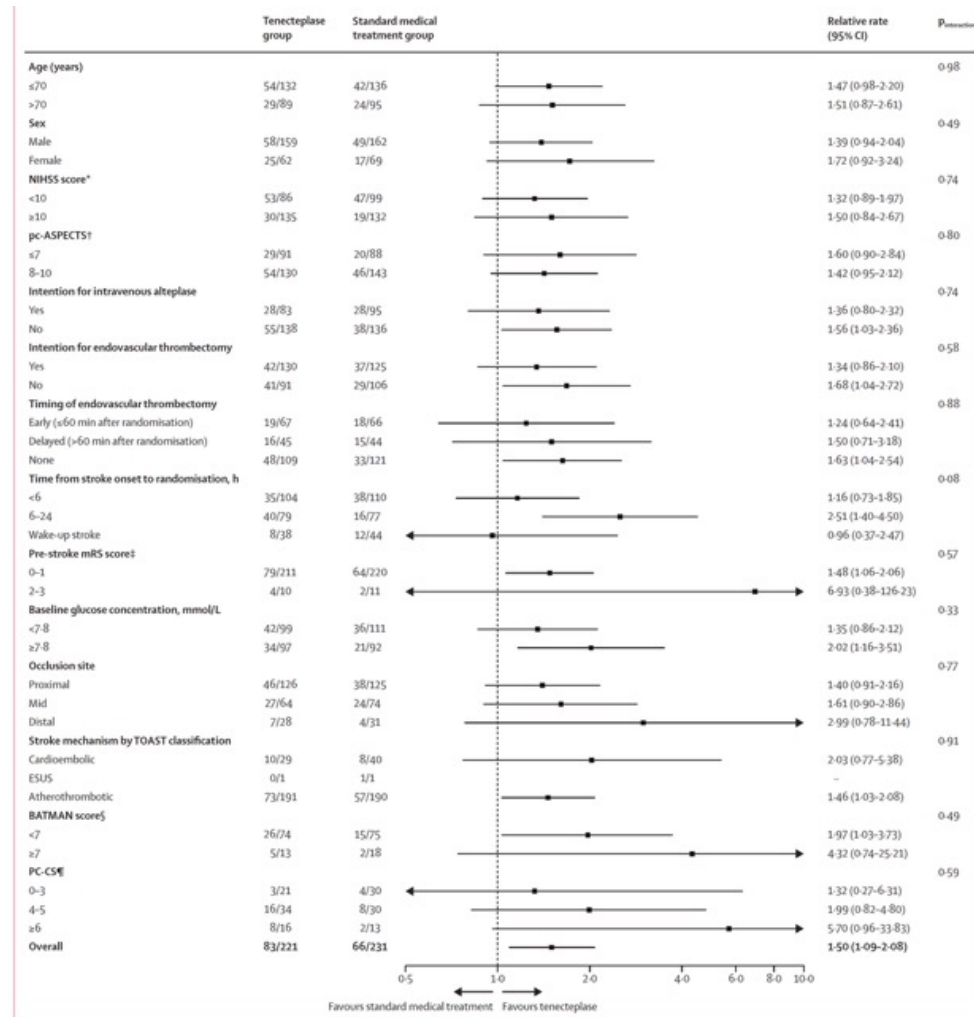 Tenecteplase group Standard medical treatment group Relative rate (95% CI) Pinteraction
Age (years) 0·98
≤70 54/132 42/136 1·47 (0·98–2·20)
>70 29/89 24/95 1·51 (0·87–2·61)
Sex 0·49
Male 58/159 49/162 1·39 (0·94–2·04)
Female 25/62 17/69 1·72 (0·92–3·24)
NIHSS score* 0·74
<10 53/86 47/99 1·32 (0·89–1·97)
≥10 30/135 19/132 1·50 (0·84–2·67)
pc-ASPECTS† 0·80
≤7 29/91 20/88 1·60 (0·90–2·84)
8–10 54/130 46/143 1·42 (0·95–2·12)
Intention for intravenous alteplase 0·74
Yes 28/83 28/95 1·36 (0·80–2·32)
No 55/138 38/136 1·56 (1·03–2·36)
Intention for endovascular thrombectomy 0·58
Yes 42/130 37/125 1·34 (0·86–2·10)
No 41/91 29/106 1·68 (1·04–2·72)
Timing of endovascular thrombectomy 0·88
Early (≤60 min after randomisation) 19/67 18/66 1·24 (0·64–2·41)
Delayed (>60 min after randomisation) 16/45 15/44 1·50 (0·71–3·18)
None 48/109 33/121 1·63 (1·04–2·54)
Time from stroke onset to randomisation, h 0·08
<6 35/104 38/110 1·16 (0·73–1·85)
6–24 40/79 16/77 2·51 (1·40–4·50)
Wake-up stroke 8/38 12/44 0·96 (0·37–2·47)
Pre-stroke mRS score‡ 0·57
0–1 79/211 64/220 1·48 (1·06–2·06)
2–3 4/10 2/11 6·93 (0·38–126·23)
Baseline glucose concentration, mmol/L 0·33
<7·8 42/99 36/111 1·35 (0·86–2·12)
≥7·8 34/97 21/92 2·02 (1·16–3·51)
Occlusion site 0·77
Proximal 46/126 38/125 1·40 (0·91–2·16)
Mid 27/64 24/74 1·61 (0·90–2·86)
Distal 7/28 4/31 2·99 (0·78–11·44)
Stroke mechanism by TOAST classification 0·91
Cardioembolic 10/29 8/40 2·03 (0·77–5·38)
ESUS 0/1 1/1 ..
Atherothrombotic 73/191 57/190 1·46 (1·03–2·08)
BATMAN score§ 0·49
<7 26/74 15/75 1·97 (1·03–3·73)
≥7 5/13 2/18 4·32 (0·74–25·21)
PC-CS¶ 0·59
0–3 3/21 4/30 1·32 (0·27–6·31)
4–5 16/34 8/30 1·99 (0·82–4·80)
≥6 8/16 2/13 5·70 (0·96–33·83)
Overall 83/221 66/231 1·50 (1·09–2·08)
0·5 1·0 2·0 4·0 6·0 8·0 10·0
Favours standard medical treatment Favours tenecteplase